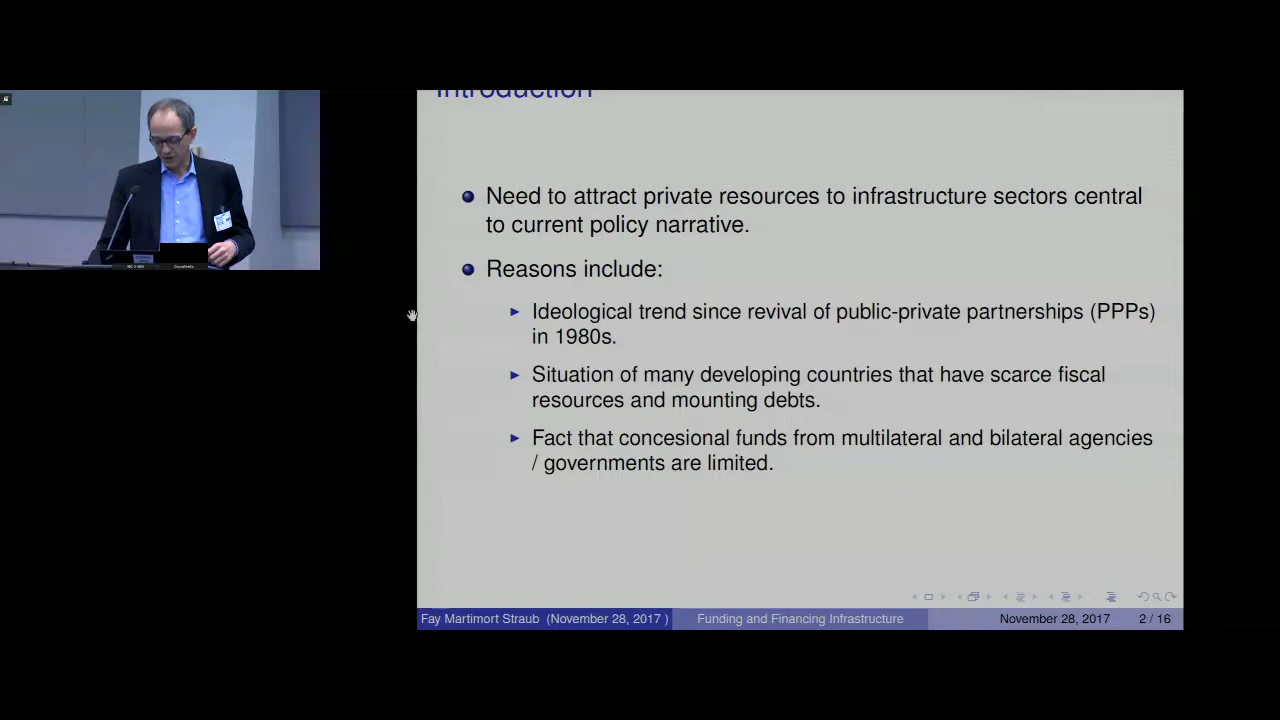 Introduction
Need to attract private resources to infrastructure sectors central
to current policy narrative.
Reasons include:
Ideological trend since revival of public-private partnerships (PPPs)
in 1980s.
Situation of many developing countries that have scarce fiscal
resources and mounting debts.
Fact that concesional funds from multilateral and bilateral agencies
/ governments are limited.
Fay Martimort Straub (November 28, 2017 ) Funding and Financing Infrastructure November 28, 2017 2 / 16